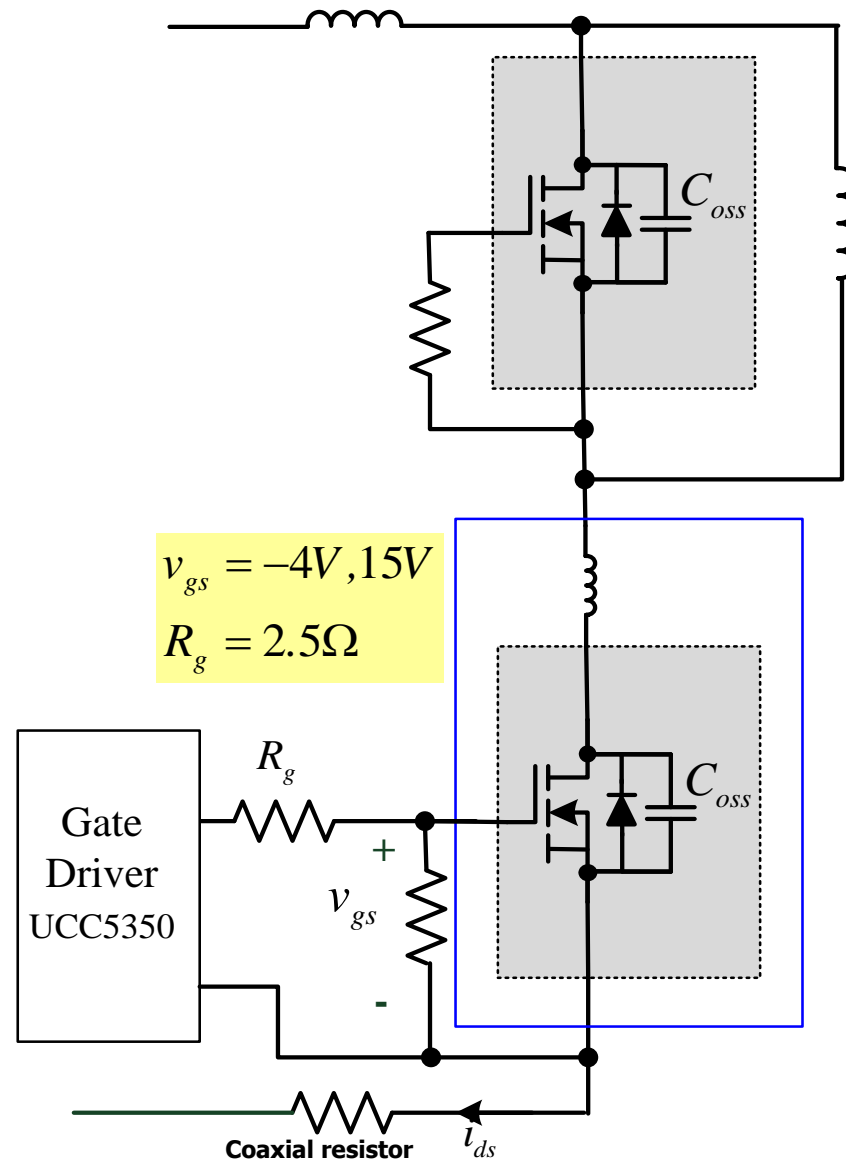 C_oss
v_gs = −4V ,15V
R_g = 2.5Ω
R_g
C_oss
Gate
Driver
UCC5350
+
v_gs
-
i_ds
Coaxial resistor